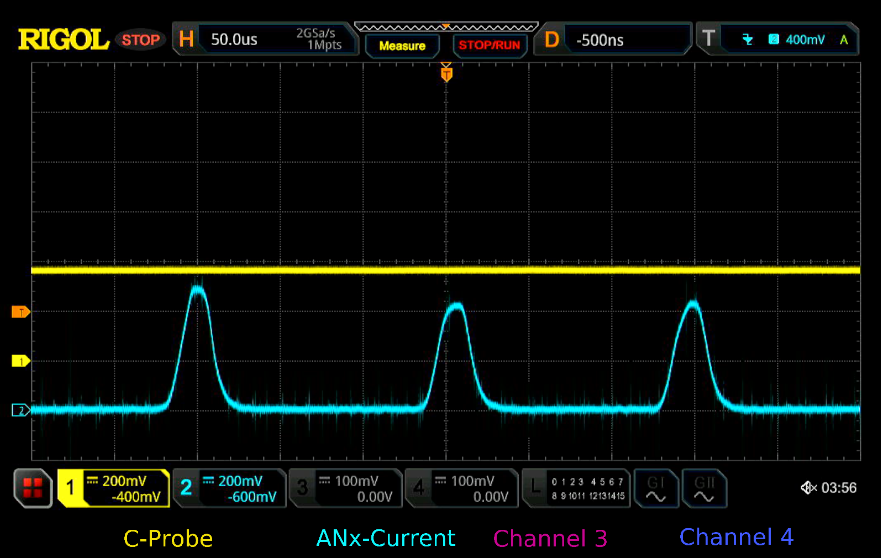 RIGOL STOP H 50.0us 2GSa/s 1Mpts Measure STOP/RUN D -500ns T 2 400mV A
T
T
1
2
1 200mV -400mV 2 200mV -600mV 3 100mV 0.00V 4 100mV 0.00V L 0 1 2 3 4 5 6 7 8 9 10 11 12 13 14 15 GI GII 03:56
C-Probe ANx-Current Channel 3 Channel 4